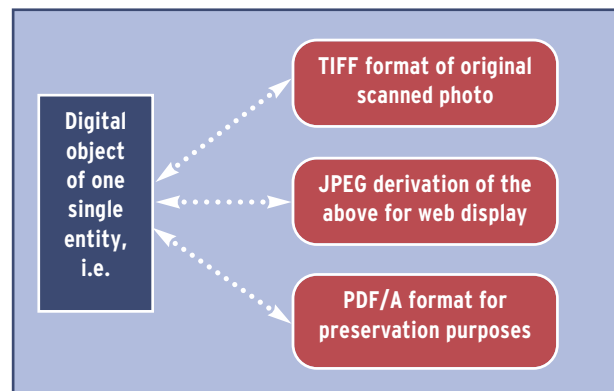 Digital
object
of one
single
entity,
i.e.
TIFF format of original
scanned photo
JPEG derivation of the
above for web display
PDF/A format for
preservation purposes